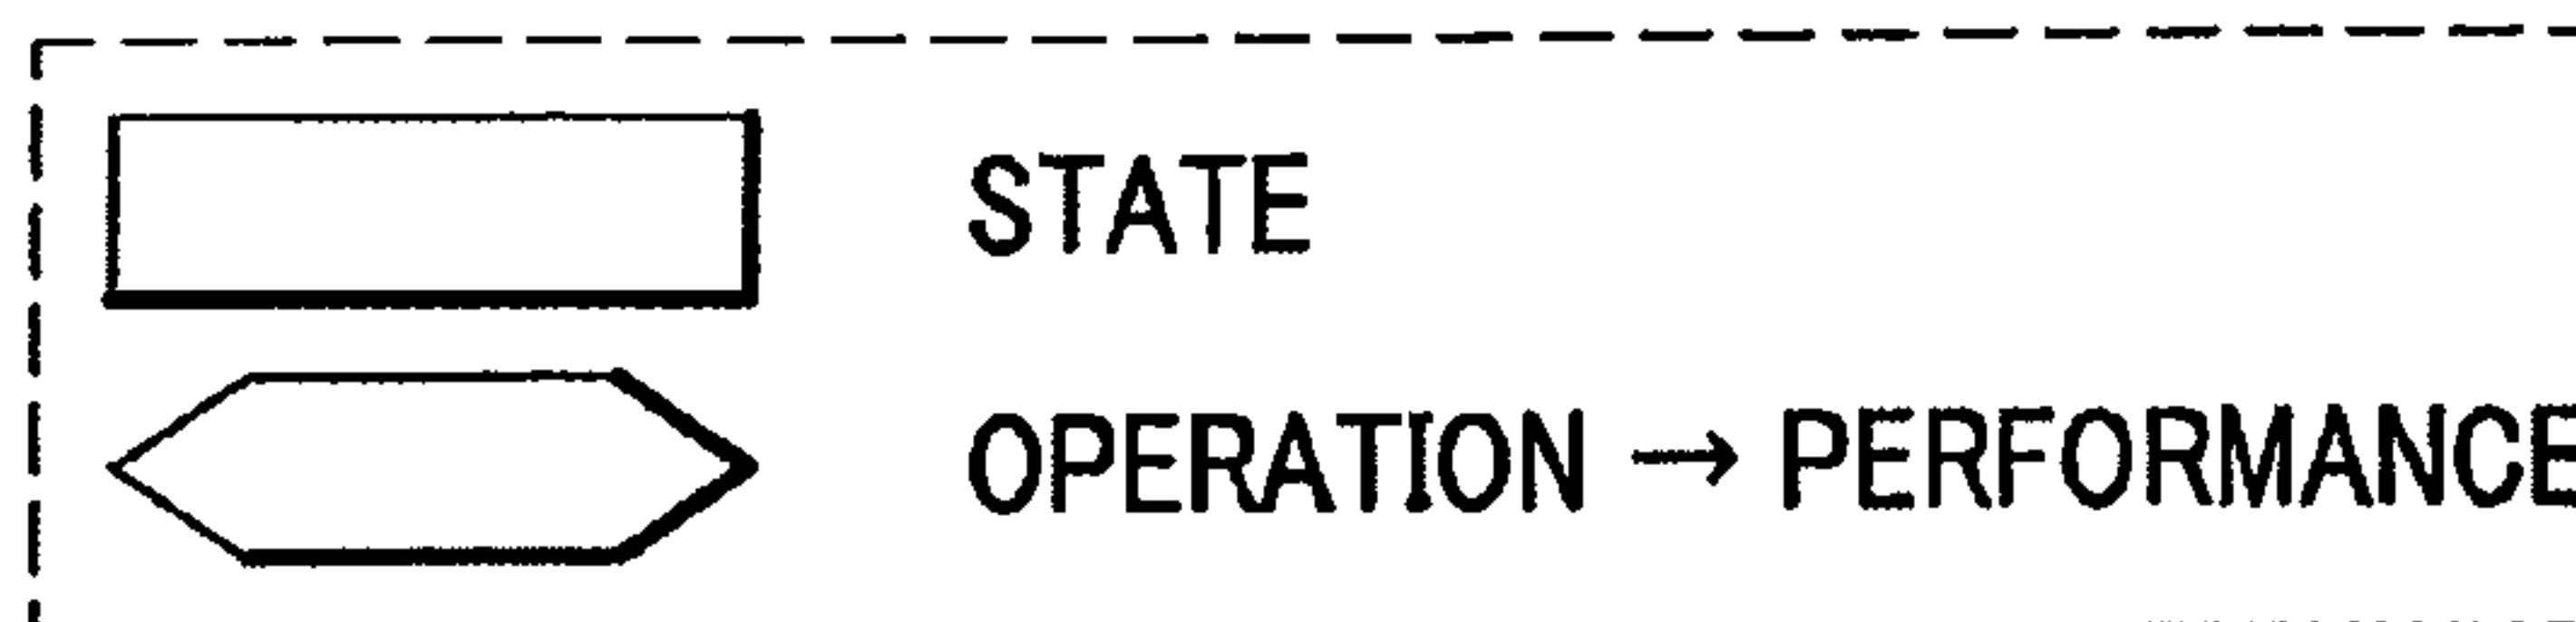 STATE
OPERATION → PERFORMANCE